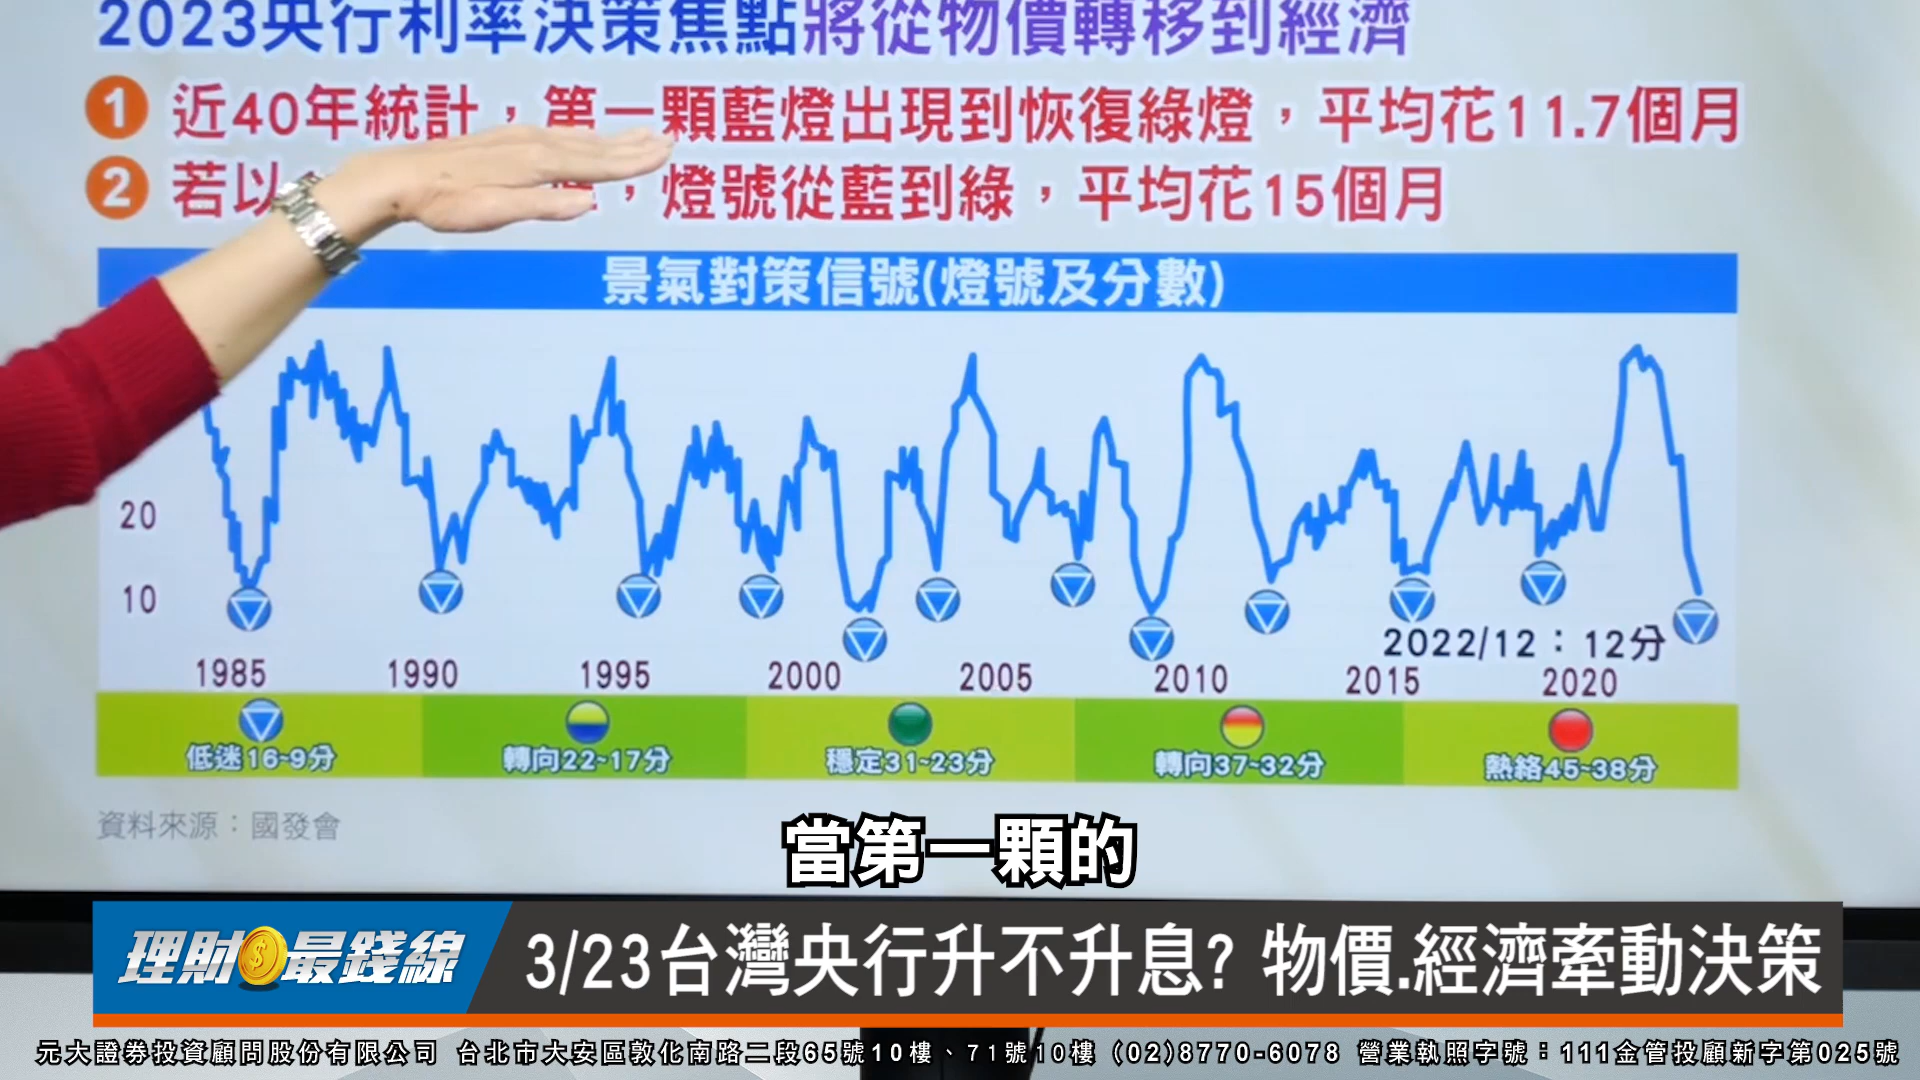 2023央行利率決策焦點將從物價轉移到經濟
1 近40年統計，第一顆藍燈出現到恢復綠燈，平均花11.7個月
2 若以 ，燈號從藍到綠，平均花15個月
景氣對策信號(燈號及分數)
20
10
2022/12：12分
1985 1990 1995 2000 2005 2010 2015 2020
低迷16~9分 轉向22~17分 穩定31~23分 轉向37~32分 熱絡45~38分
資料來源：國發會
當第一顆的
理財最錢線
3/23台灣央行升不升息? 物價.經濟牽動決策
元大證券投資顧問股份有限公司 台北市大安區敦化南路二段65號10樓、71號10樓 (02)8770-6078 營業執照字號：111金管投顧新字第025號